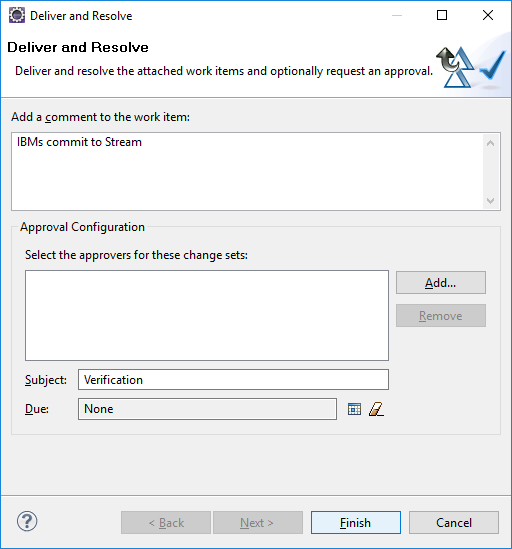 Deliver and Resolve
Deliver and Resolve
Deliver and resolve the attached work items and optionally request an approval.
Add a comment to the work item:
IBMs commit to Stream
Approval Configuration
Select the approvers for these change sets:
Add...
Remove
Subject: Verification
Due: None
? < Back Next > Finish Cancel